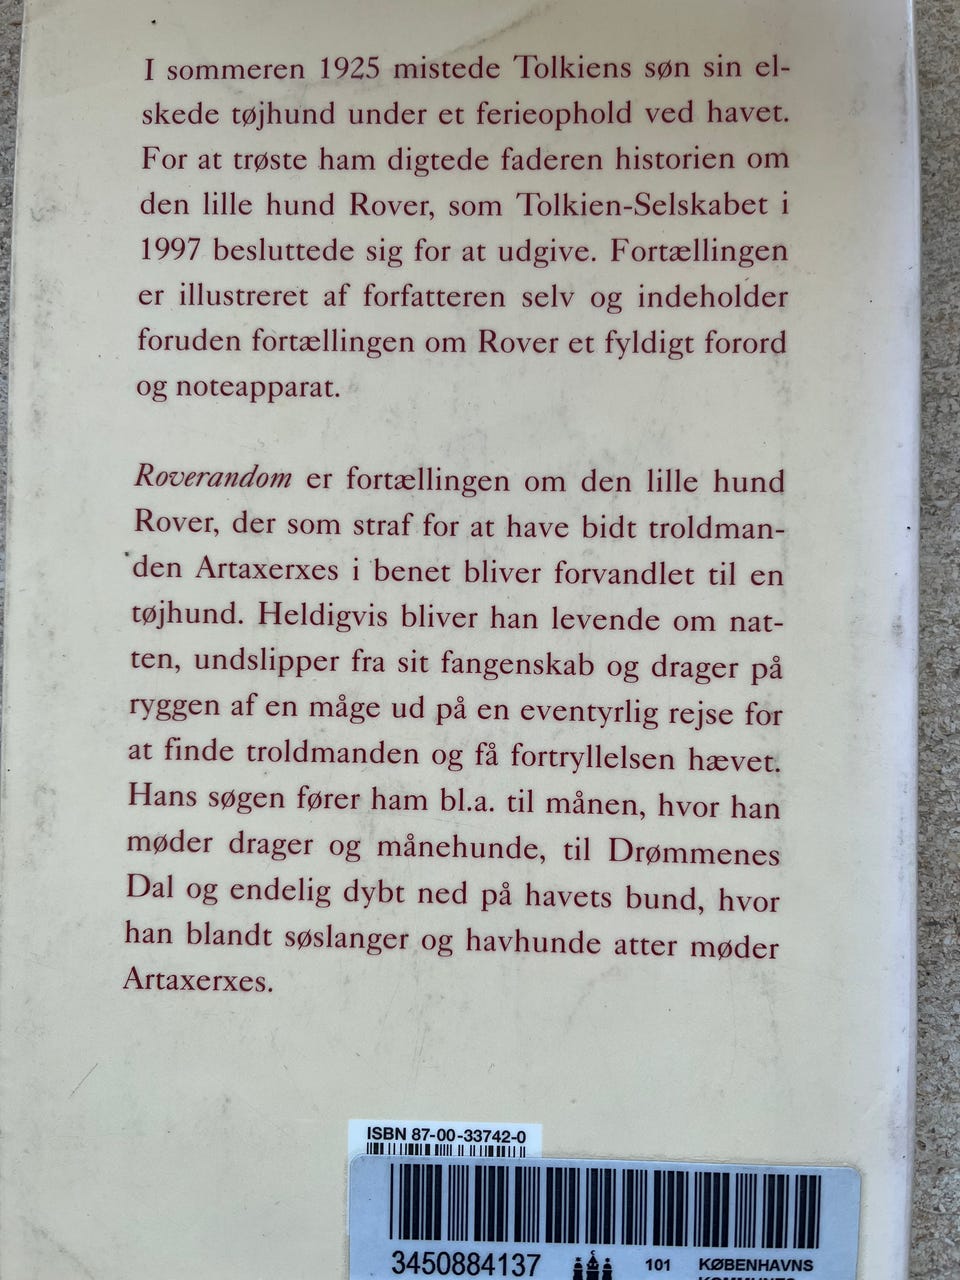 I sommeren 1925 mistede Tolkiens søn sin el-
skede tøjhund under et ferieophold ved havet.
For at trøste ham digtede faderen historien om
den lille hund Rover, som Tolkien-Selskabet i
1997 besluttede sig for at udgive. Fortællingen
er illustreret af forfatteren selv og indeholder
foruden fortællingen om Rover et fyldigt forord
og noteapparat.
Roverandom er fortællingen om den lille hund
Rover, der som straf for at have bidt troldman-
den Artaxerxes i benet bliver forvandlet til en
tøjhund. Heldigvis bliver han levende om nat-
ten, undslipper fra sit fangenskab og drager på
ryggen af en måge ud på en eventyrlig rejse for
at finde troldmanden og få fortryllelsen hævet.
Hans søgen fører ham bl.a. til månen, hvor han
møder drager og månehunde, til Drømmenes
Dal og endelig dybt ned på havets bund, hvor
han blandt søslanger og havhunde atter møder
Artaxerxes.
ISBN 87-00-33742-0
3450884137 101 KØBENHAVNS